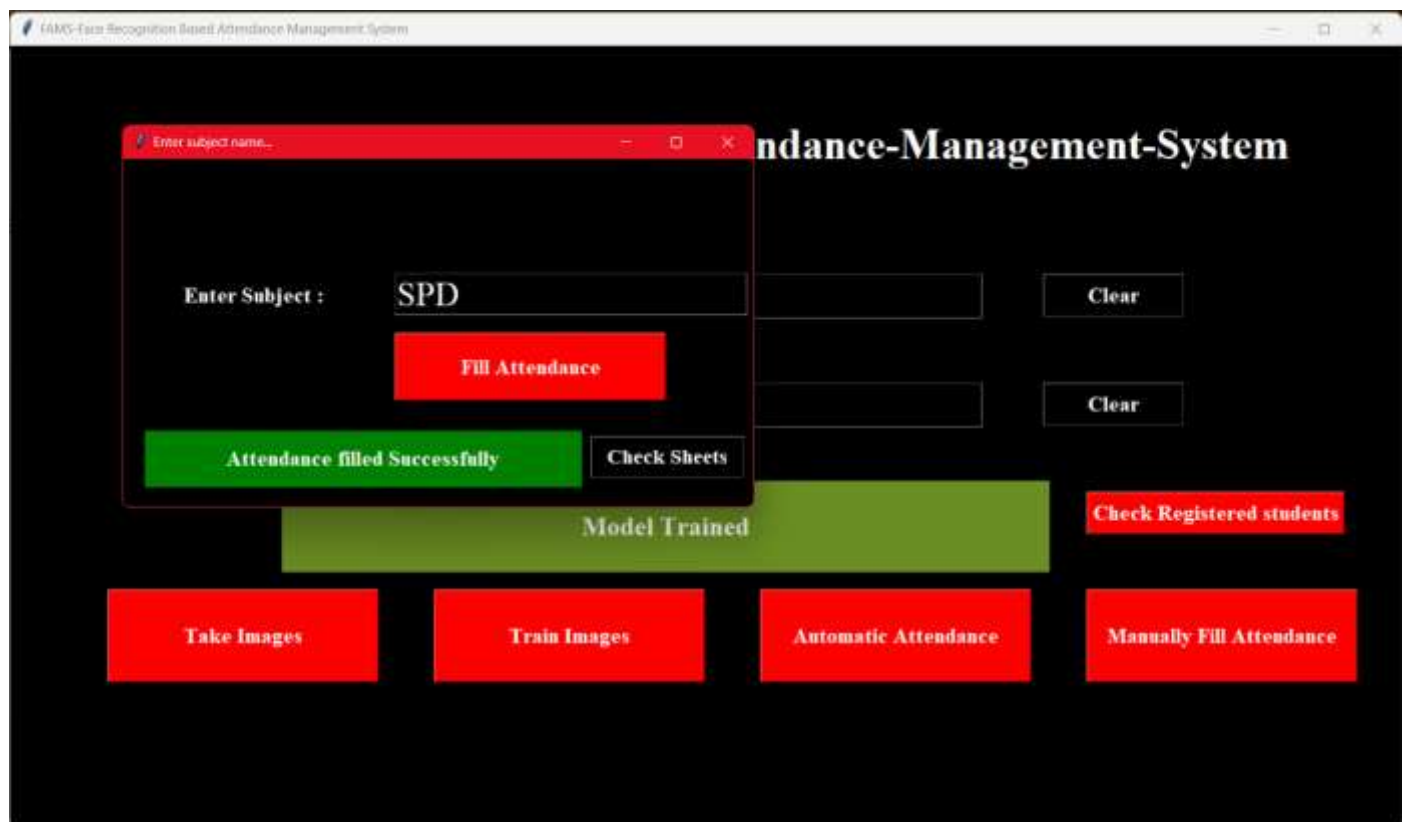 FAMS-Face Recognition Based Attendance Management System
Enter subject name...
ndance-Management-System
Enter Subject :
SPD
Clear
Fill Attendance
Clear
Attendance filled Successfully
Check Sheets
Model Trained
Check Registered students
Take Images
Train Images
Automatic Attendance
Manually Fill Attendance